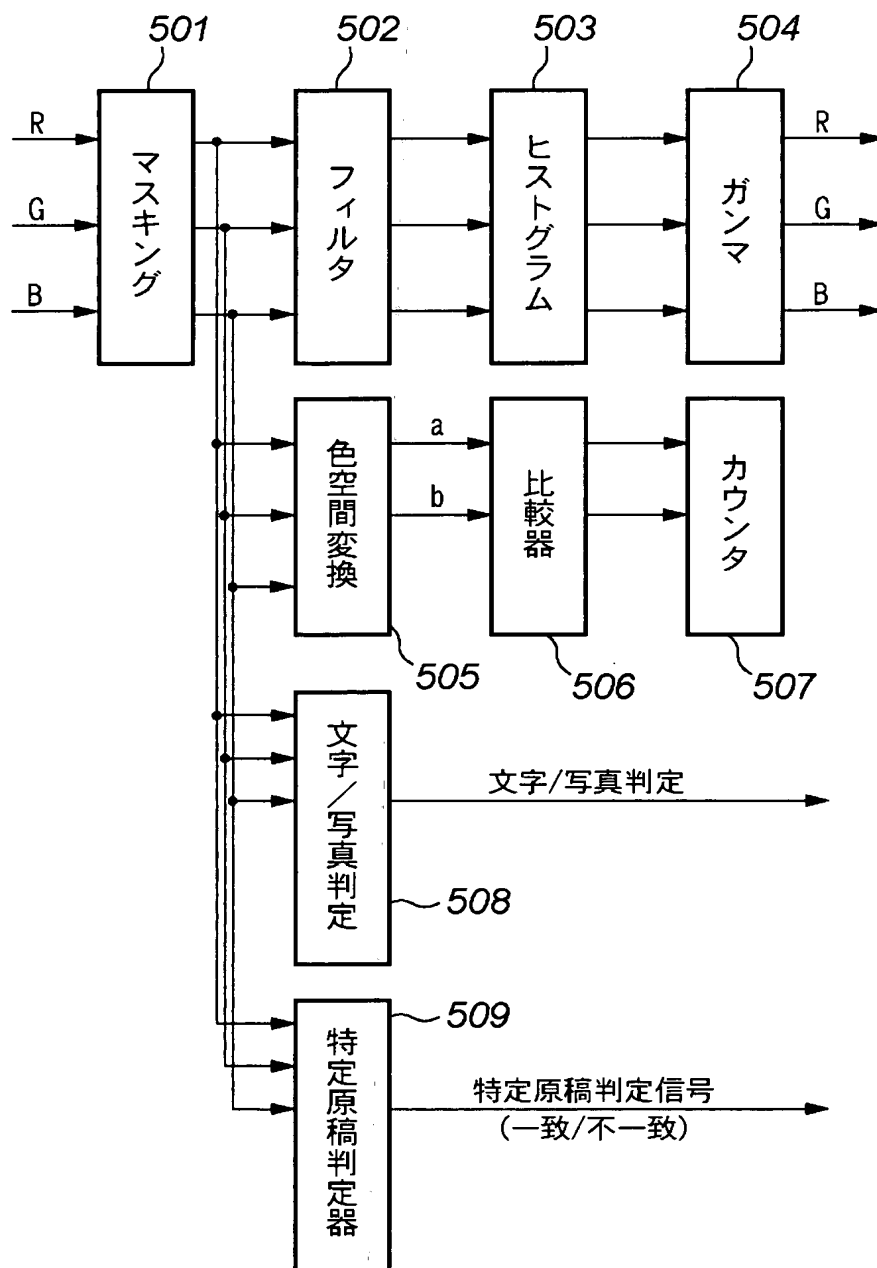 501
502
503
504
R
G
B
マスキング
フィルタ
ヒストグラム
ガンマ
R
G
B
色空間変換
a
b
比較器
カウンタ
505
506
507
文字/写真判定
文字/写真判定
508
特定原稿判定器
509
特定原稿判定信号
(一致/不一致)